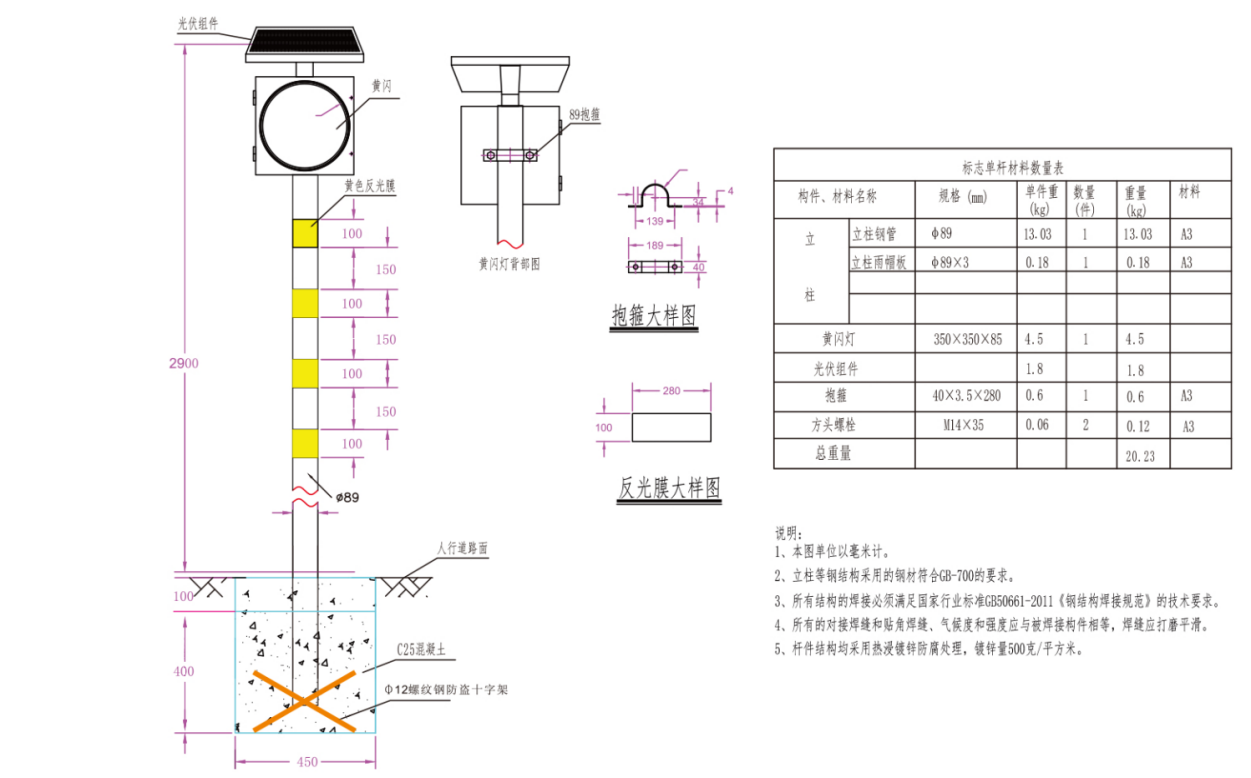 光伏组件
黄闪
黄色反光膜
100
150
100
150
100
150
100
2900
ø89
人行道路面
100
400
C25混凝土
Φ12螺纹钢防盗十字架
450
89抱箍
黄闪灯背部图
4
34
139
189
40
抱箍大样图
280
100
反光膜大样图
标志单杆材料数量表
构件、材料名称 规格 (mm) 单件重(kg) 数量(件) 重量(kg) 材料
立柱 立柱钢管 φ89 13.03 1 13.03 A3
立柱雨帽板 φ89×3 0.18 1 0.18 A3
黄闪灯 350×350×85 4.5 1 4.5
光伏组件 1.8 1.8
抱箍 40×3.5×280 0.6 1 0.6 A3
方头螺栓 M14×35 0.06 2 0.12 A3
总重量 20.23
说明:
1、本图单位以毫米计。
2、立柱等钢结构采用的钢材符合GB-700的要求。
3、所有结构的焊接必须满足国家行业标准GB50661-2011《钢结构焊接规范》的技术要求。
4、所有的对接焊缝和贴角焊缝、气候度和强度应与被焊接构件相等，焊缝应打磨平滑。
5、杆件结构均采用热浸镀锌防腐处理，镀锌量500克/平方米。